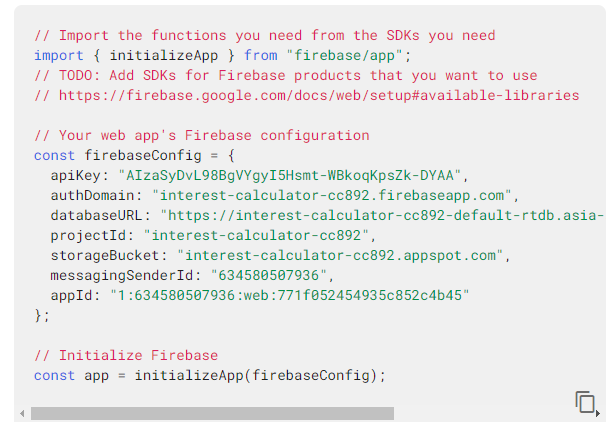 // Import the functions you need from the SDKs you need
import { initializeApp } from "firebase/app";
// TODO: Add SDKs for Firebase products that you want to use
// https://firebase.google.com/docs/web/setup#available-libraries
// Your web app's Firebase configuration
const firebaseConfig = {
apiKey: "AIzaSyDvL98BgVYgyI5Hsmt-WBkoqKpsZk-DYAA",
authDomain: "interest-calculator-cc892.firebaseapp.com",
databaseURL: "https://interest-calculator-cc892-default-rtdb.asia-
projectId: "interest-calculator-cc892",
storageBucket: "interest-calculator-cc892.appspot.com",
messagingSenderId: "634580507936",
appId: "1:634580507936:web:771f052454935c852c4b45"
};
// Initialize Firebase
const app = initializeApp(firebaseConfig);